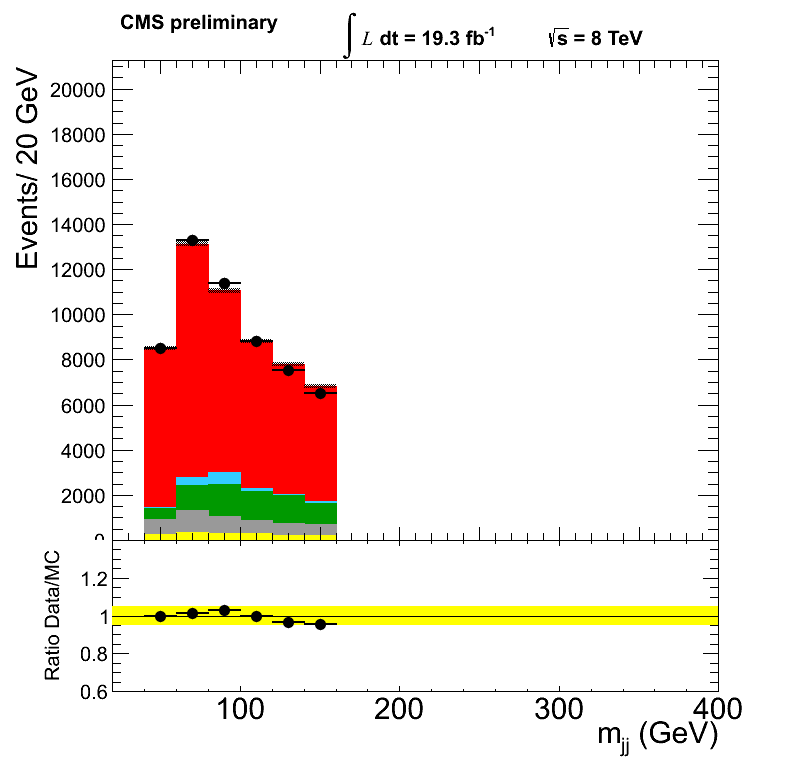 CMS preliminary
∫ L dt = 19.3 fb⁻¹
√s = 8 TeV
Events/ 20 GeV
20000
18000
16000
14000
12000
10000
8000
6000
4000
2000
0
Ratio Data/MC
1.2
1
0.8
0.6
100 200 300 400
m_jj (GeV)